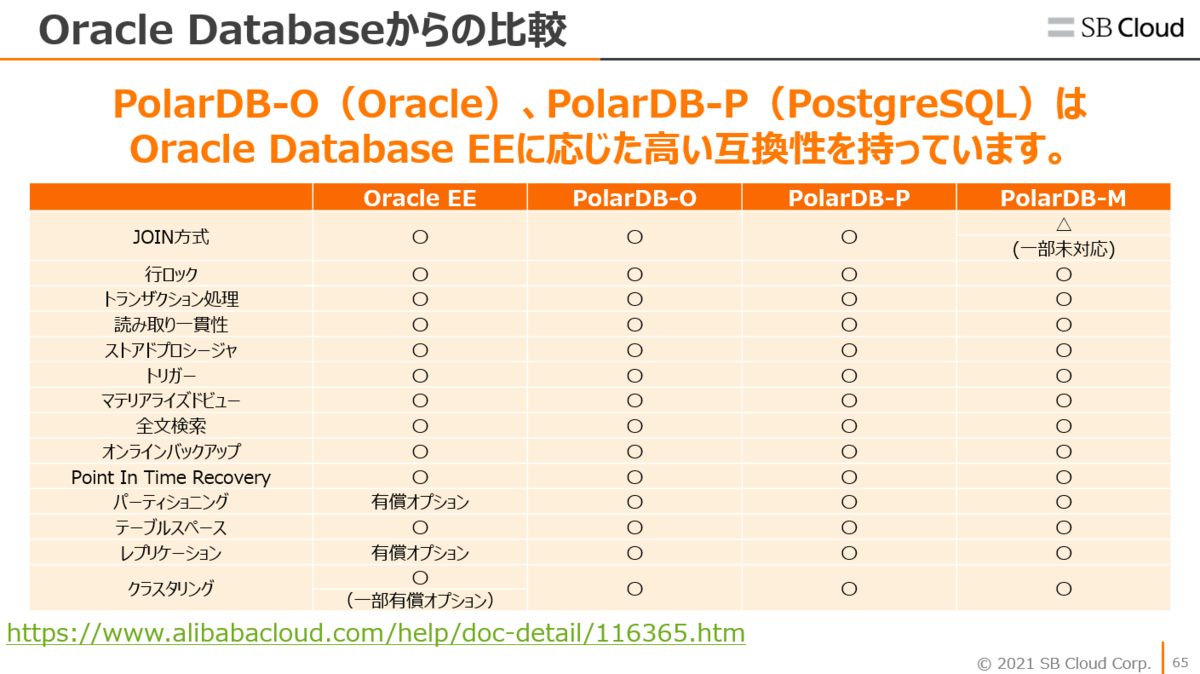 Oracle Databaseからの比較
SB Cloud
PolarDB-O（Oracle）、PolarDB-P（PostgreSQL）は
Oracle Database EEに応じた高い互換性を持っています。
Oracle EE PolarDB-O PolarDB-P PolarDB-M
JOIN方式 〇 〇 〇 △
(一部未対応)
行ロック 〇 〇 〇 〇
トランザクション処理 〇 〇 〇 〇
読み取り一貫性 〇 〇 〇 〇
ストアドプロシージャ 〇 〇 〇 〇
トリガー 〇 〇 〇 〇
マテリアライズドビュー 〇 〇 〇 〇
全文検索 〇 〇 〇 〇
オンラインバックアップ 〇 〇 〇 〇
Point In Time Recovery 〇 〇 〇 〇
パーティショニング 有償オプション 〇 〇 〇
テーブルスペース 〇 〇 〇 〇
レプリケーション 有償オプション 〇 〇 〇
クラスタリング 〇 〇 〇 〇
（一部有償オプション）
https://www.alibabacloud.com/help/doc-detail/116365.htm
© 2021 SB Cloud Corp. 65